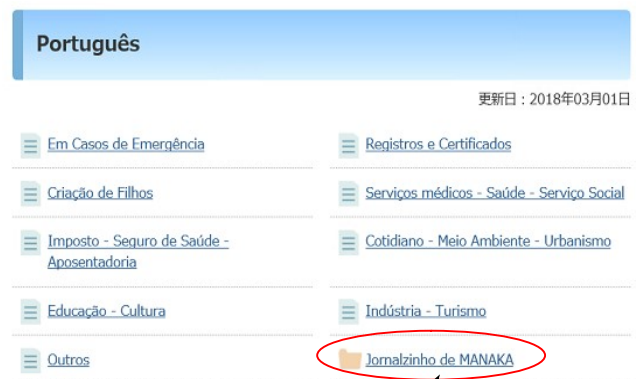 Português
更新日：2018年03月01日
Em Casos de Emergência
Registros e Certificados
Criação de Filhos
Serviços médicos - Saúde - Serviço Social
Imposto - Seguro de Saúde -
Aposentadoria
Cotidiano - Meio Ambiente - Urbanismo
Educação - Cultura
Indústria - Turismo
Outros
Jornalzinho de MANAKA